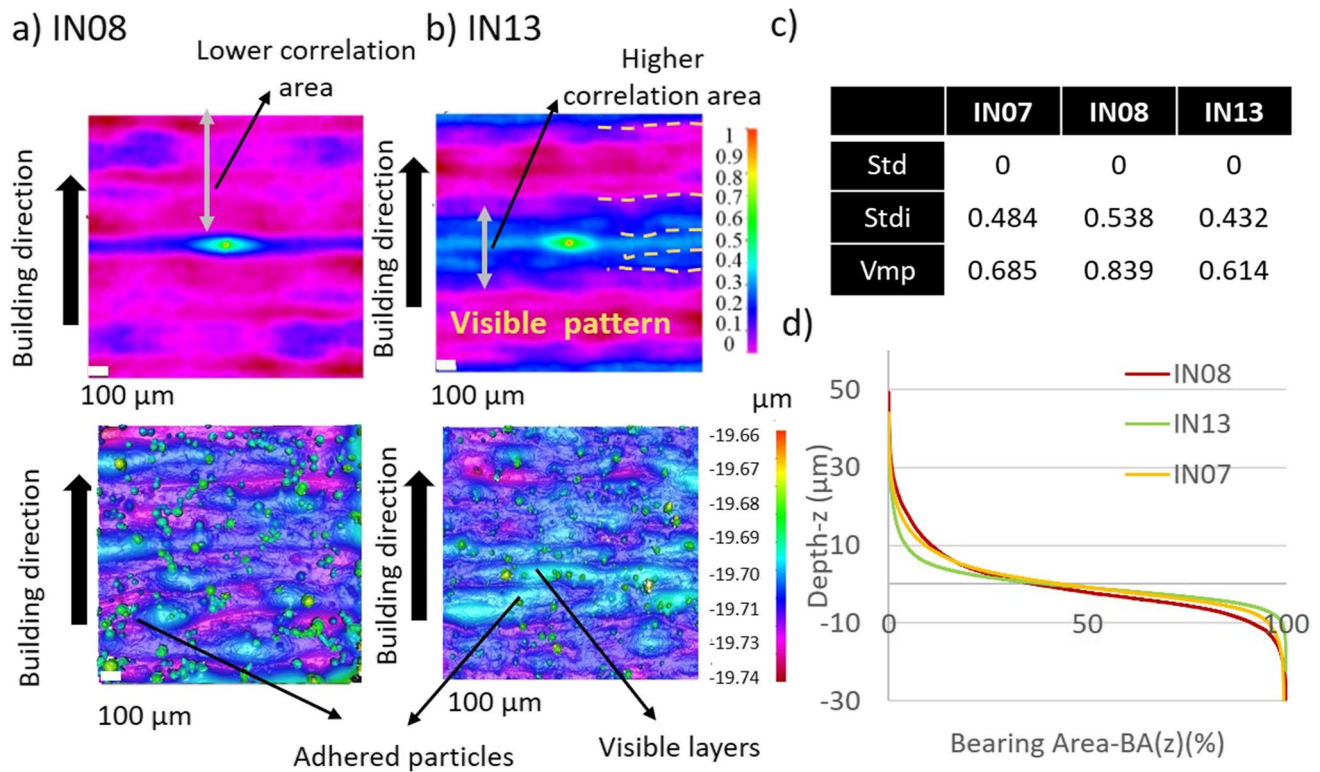 a) IN08
b) IN13
c)
Lower correlation
area
Higher
correlation area
Building direction
Building direction
1
0.9
0.8
0.7
0.6
0.5
0.4
0.3
0.2
0.1
0
Visible pattern
100 µm
100 µm
IN07 IN08 IN13
Std 0 0 0
Stdi 0.484 0.538 0.432
Vmp 0.685 0.839 0.614
Building direction
Building direction
µm
-19.66
-19.67
-19.68
-19.69
-19.70
-19.71
-19.73
-19.74
100 µm
100 µm
Adhered particles
Visible layers
d)
IN08
IN13
IN07
Depth-z (µm)
50
30
10
-10
-30
0
50
100
Bearing Area-BA(z)(%)